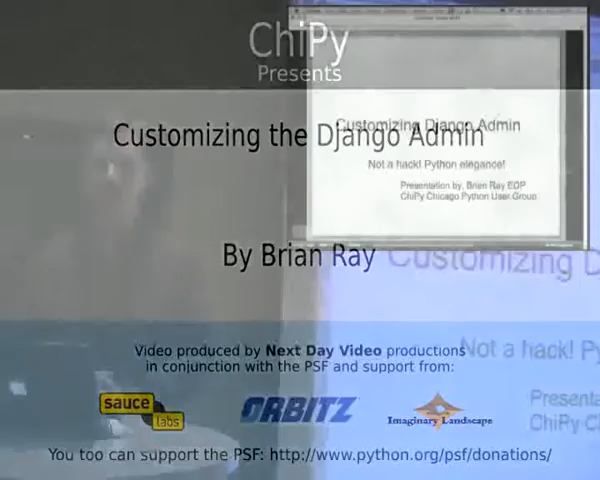 ChiPy
Presents
Customizing the Django Admin
Customizing Django Admin
Not a hack! Python elegance!
Presentation by, Brian Ray EDP
ChiPy Chicago Python User Group
By Brian Ray
Customizing D
Video produced by Next Day Video productions
in conjunction with the PSF and support from:
Not a hack! Py
sauce
labs
ORBITZ
Imaginary Landscape
Presenta
ChiPy C
You too can support the PSF: http://www.python.org/psf/donations/